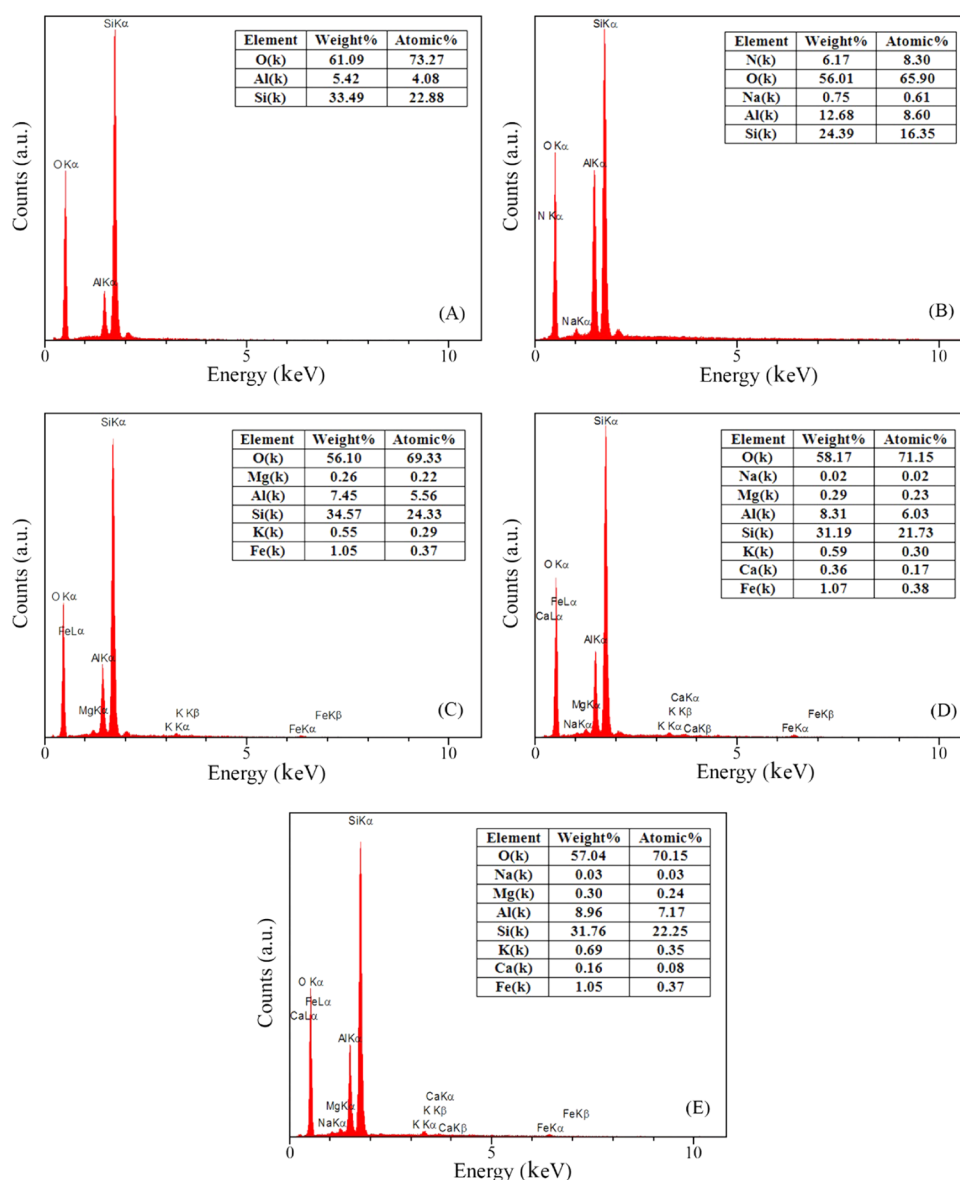 SiKα
Element Weight% Atomic%
O(k) 61.09 73.27
Al(k) 5.42 4.08
Si(k) 33.49 22.88
O Kα
AlKα
Counts (a.u.)
(A)
0 5 10
Energy (keV)
SiKα
Element Weight% Atomic%
N(k) 6.17 8.30
O(k) 56.01 65.90
Na(k) 0.75 0.61
Al(k) 12.68 8.60
Si(k) 24.39 16.35
O Kα
AlKα
N Kα
NaKα
Counts (a.u.)
(B)
0 5 10
Energy (keV)
SiKα
Element Weight% Atomic%
O(k) 56.10 69.33
Mg(k) 0.26 0.22
Al(k) 7.45 5.56
Si(k) 34.57 24.33
K(k) 0.55 0.29
Fe(k) 1.05 0.37
O Kα
FeLα
AlKα
MgKα
K Kβ
K Kα
FeKβ
FeKα
Counts (a.u.)
(C)
0 5 10
Energy (keV)
SiKα
Element Weight% Atomic%
O(k) 58.17 71.15
Na(k) 0.02 0.02
Mg(k) 0.29 0.23
Al(k) 8.31 6.03
Si(k) 31.19 21.73
K(k) 0.59 0.30
Ca(k) 0.36 0.17
Fe(k) 1.07 0.38
O Kα
FeLα
CaLα
AlKα
MgKα
NaKα
CaKα
K Kβ
K Kα
CaKβ
FeKβ
FeKα
Counts (a.u.)
(D)
0 5 10
Energy (keV)
SiKα
Element Weight% Atomic%
O(k) 57.04 70.15
Na(k) 0.03 0.03
Mg(k) 0.30 0.24
Al(k) 8.96 7.17
Si(k) 31.76 22.25
K(k) 0.69 0.35
Ca(k) 0.16 0.08
Fe(k) 1.05 0.37
O Kα
FeLα
CaLα
AlKα
MgKα
NaKα
CaKα
K Kβ
K Kα
CaKβ
FeKβ
FeKα
Counts (a.u.)
(E)
0 5 10
Energy (keV)